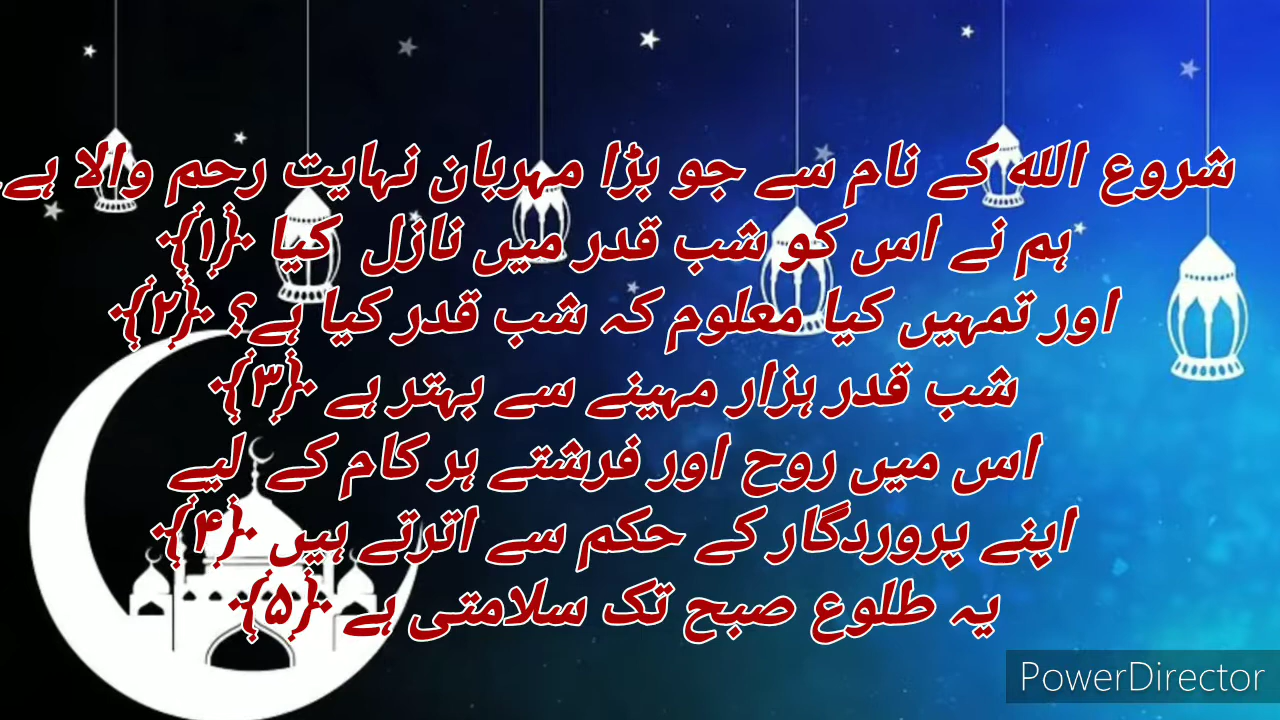 شروع اللہ کے نام سے جو بڑا مہربان نہایت رحم والا ہے۔
ہم نے اس کو شب قدر میں نازل کیا ﴿۱﴾
اور تمہیں کیا معلوم کہ شب قدر کیا ہے؟ ﴿۲﴾
شب قدر ہزار مہینے سے بہتر ہے ﴿۳﴾
اس میں روح اور فرشتے ہر کام کے لیے
اپنے پروردگار کے حکم سے اترتے ہیں ﴿۴﴾
یہ طلوع صبح تک سلامتی ہے ﴿۵﴾
PowerDirector